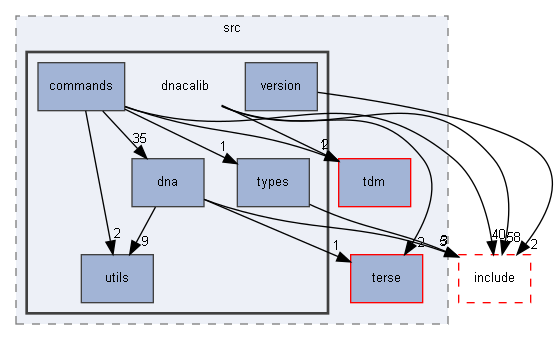 src
commands
dnacalib
version
35
1
2
dna
types
tdm
2
9
1
2
40
58
2
utils
terse
include